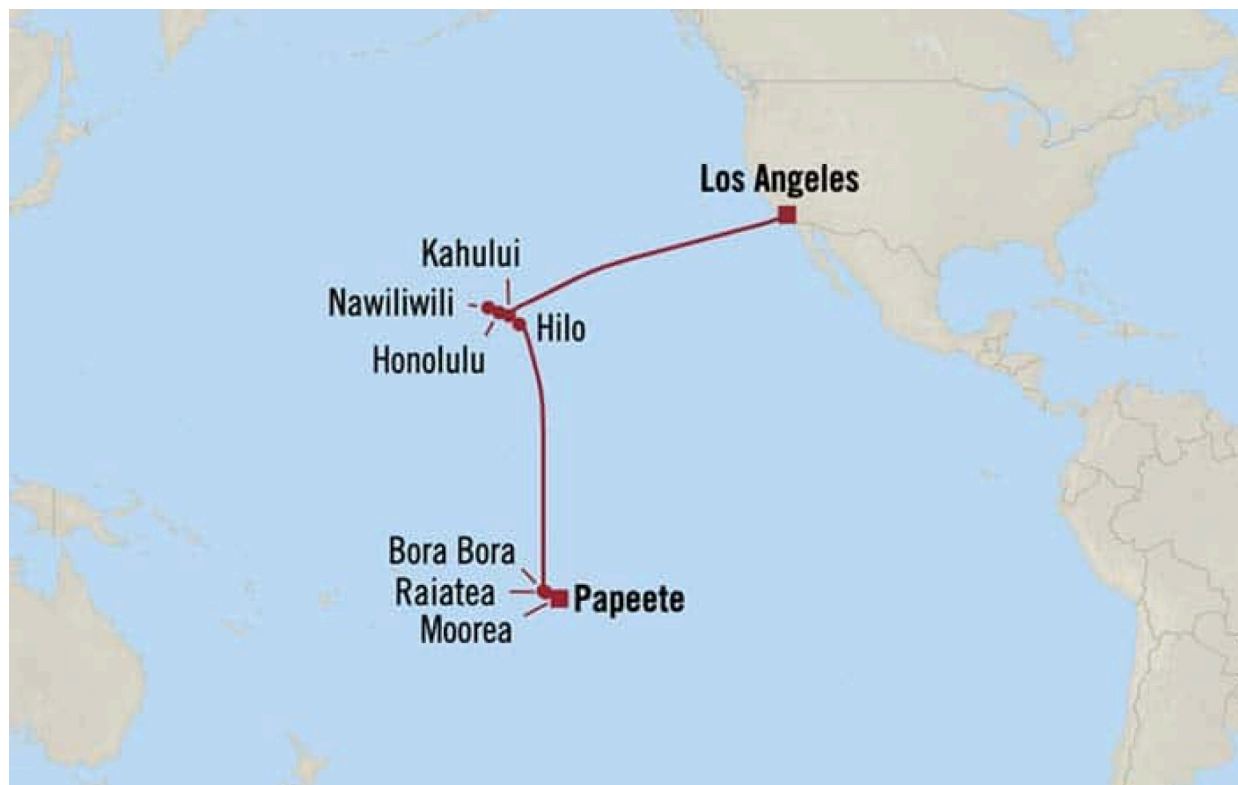 Los Angeles
Kahului
Nawiliwili
Hilo
Honolulu
Bora Bora
Raiatea
Papeete
Moorea